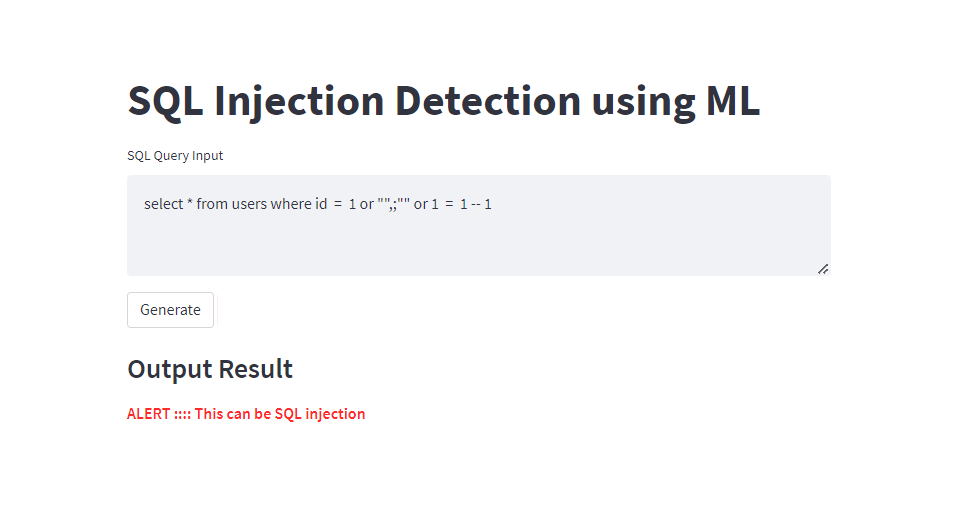 SQL Injection Detection using ML
SQL Query Input
select * from users where id  =  1 or "",;"" or 1  =  1 -- 1
Generate
Output Result
ALERT :::: This can be SQL injection